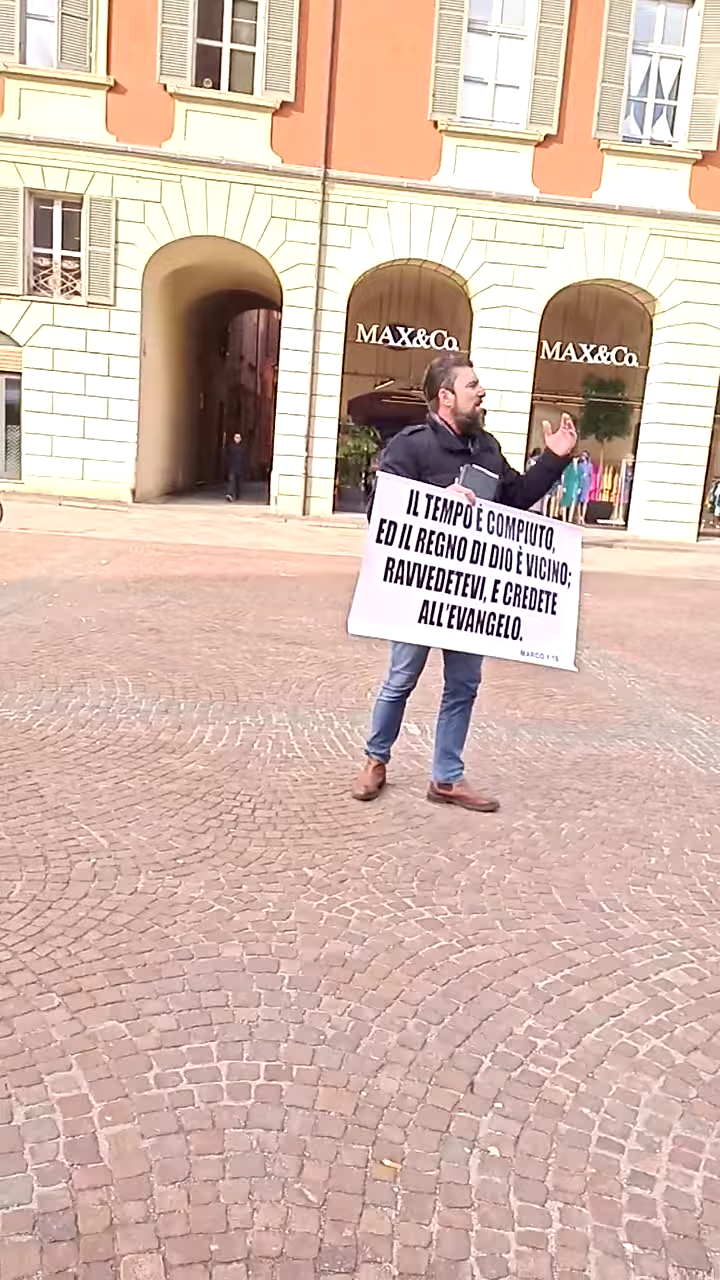 MAX&Co.
MAX&Co.
IL TEMPO È COMPIUTO,
ED IL REGNO DI DIO È VICINO;
RAVVEDETEVI, E CREDETE
ALL'EVANGELO.
MARCO 1:15